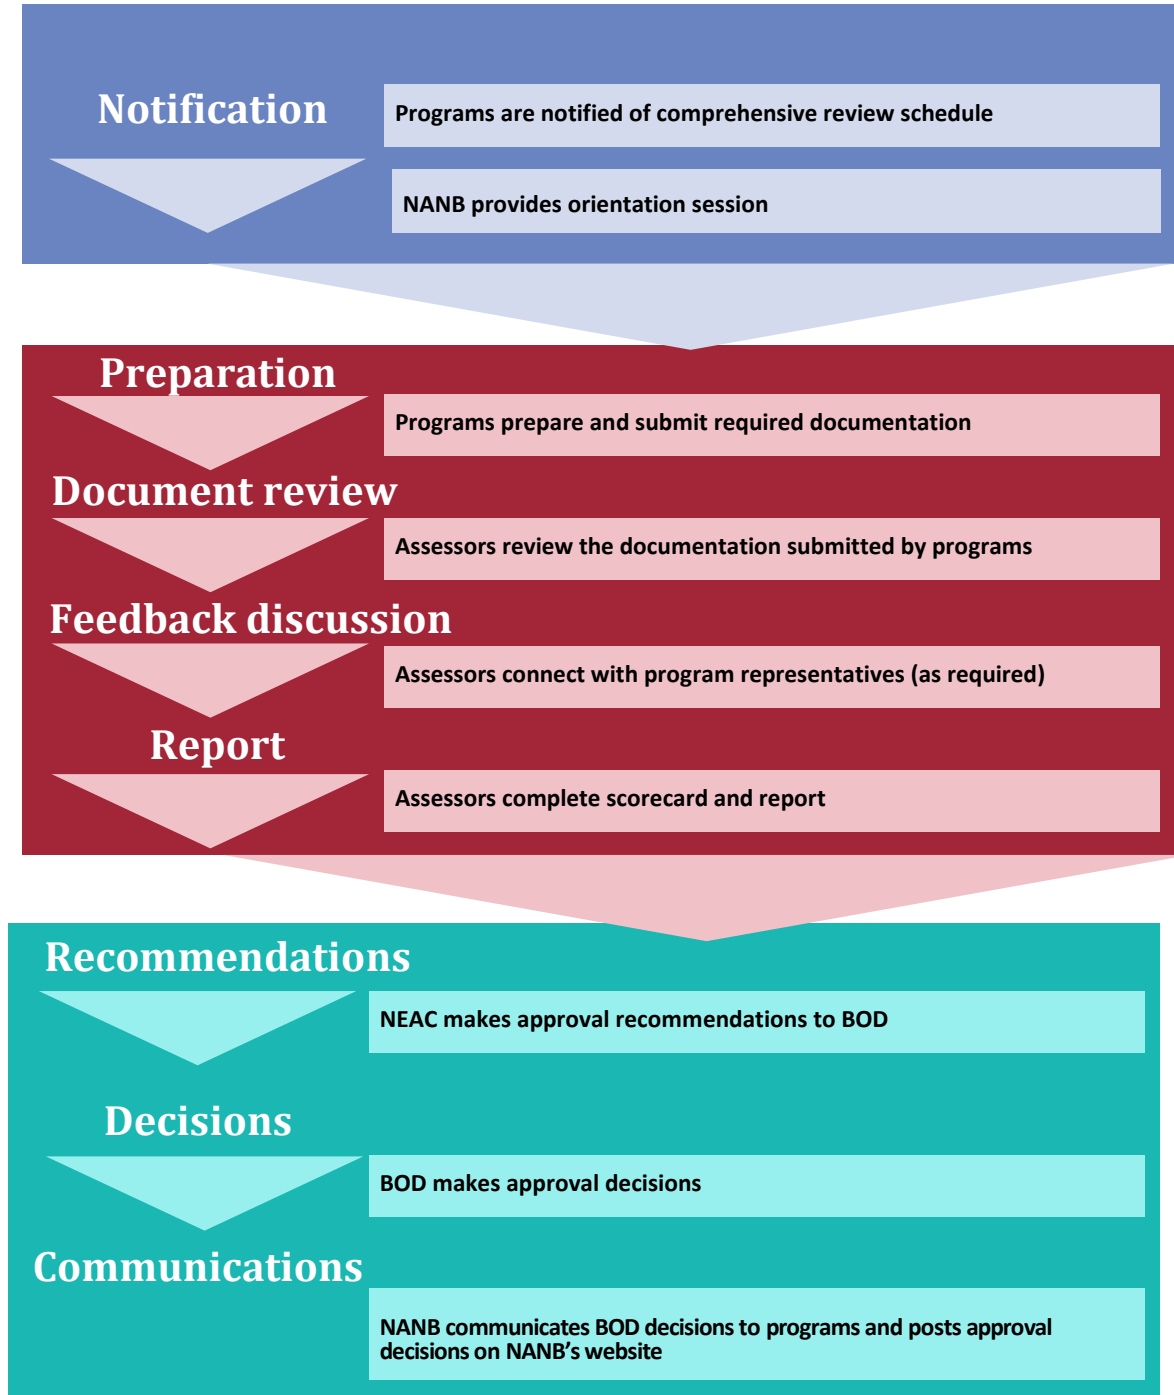 Notification
Programs are notified of comprehensive review schedule
NANB provides orientation session
Preparation
Programs prepare and submit required documentation
Document review
Assessors review the documentation submitted by programs
Feedback discussion
Assessors connect with program representatives (as required)
Report
Assessors complete scorecard and report
Recommendations
NEAC makes approval recommendations to BOD
Decisions
BOD makes approval decisions
Communications
NANB communicates BOD decisions to programs and posts approval
decisions on NANB’s website